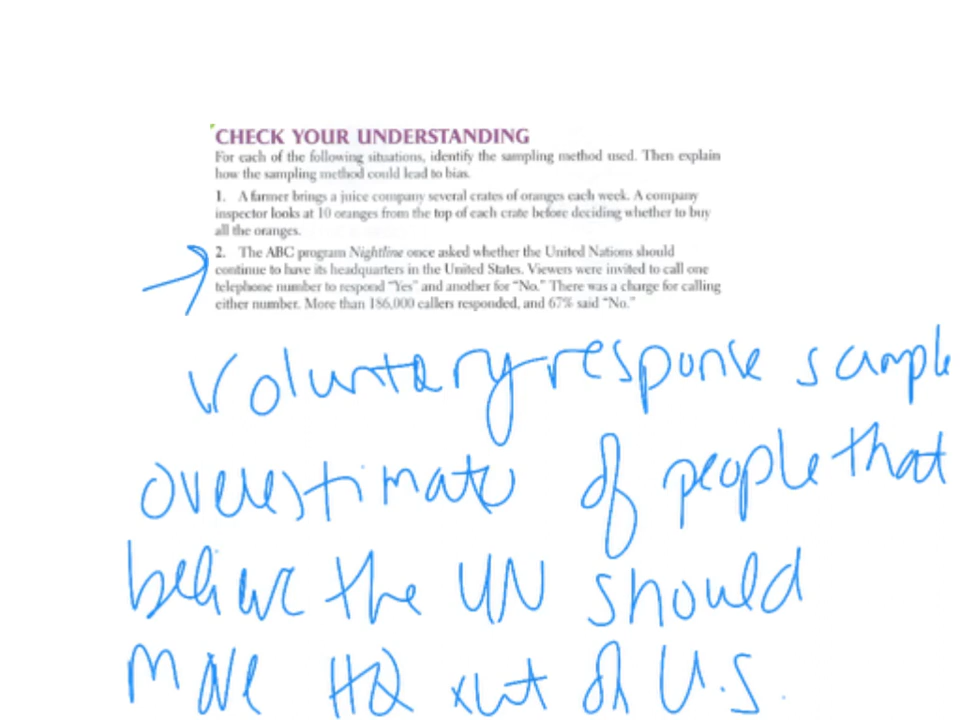 CHECK YOUR UNDERSTANDING
For each of the following situations, identify the sampling method used. Then explain
how the sampling method could lead to bias.
1. A farmer brings a juice company several crates of oranges each week. A company
inspector looks at 10 oranges from the top of each crate before deciding whether to buy
all the oranges.
2. The ABC program Nightline once asked whether the United Nations should
continue to have its headquarters in the United States. Viewers were invited to call one
telephone number to respond "Yes" and another for "No." There was a charge for calling
either number. More than 186,000 callers responded, and 67% said "No."
voluntary response sample
overestimate of people that
believe the UN should
move HQ out of U.S.